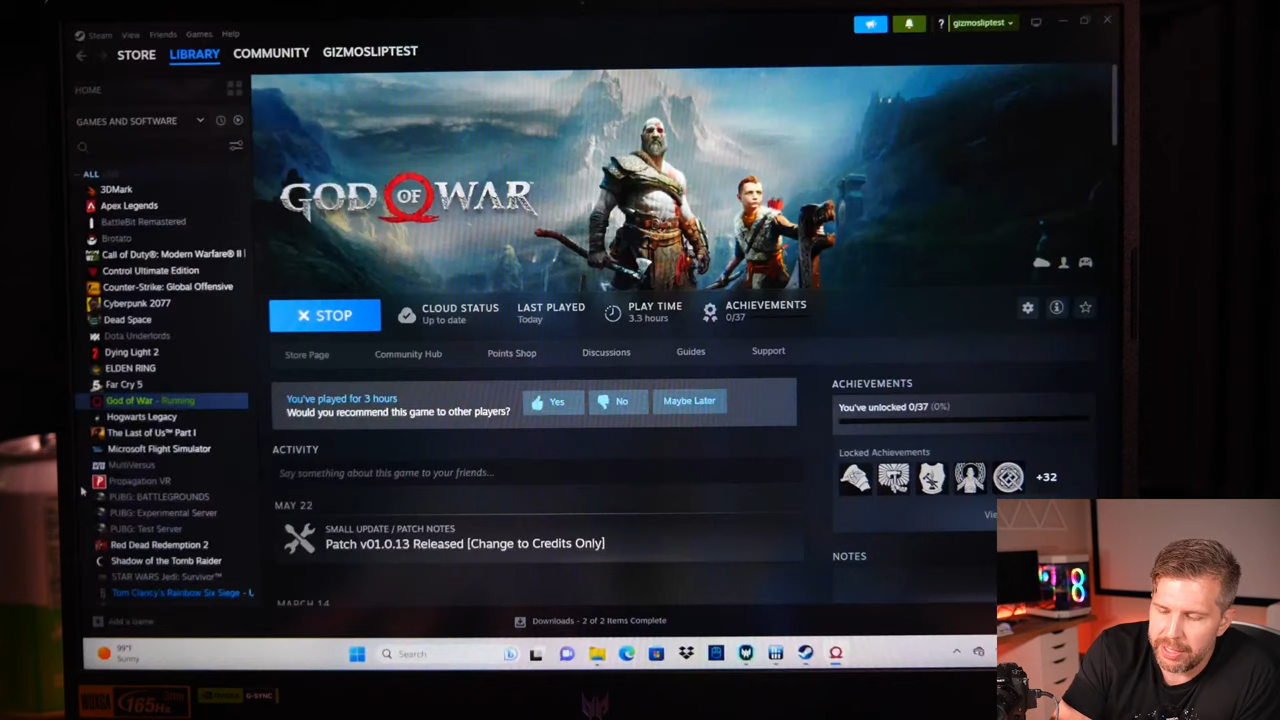 Steam View Friends Games Help
gizmosliptest
STORE LIBRARY COMMUNITY GIZMOSLIPTEST
HOME
GAMES AND SOFTWARE
ALL
3DMark
Apex Legends
BattleBit Remastered
Brotato
Call of Duty®: Modern Warfare® II
Control Ultimate Edition
Counter-Strike: Global Offensive
Cyberpunk 2077
Dead Space
Dota Underlords
Dying Light 2
ELDEN RING
Far Cry 5
God of War - Running
Hogwarts Legacy
The Last of Us™ Part I
Microsoft Flight Simulator
MultiVersus
Propagation VR
PUBG: BATTLEGROUNDS
PUBG: Experimental Server
PUBG: Test Server
Red Dead Redemption 2
Shadow of the Tomb Raider
STAR WARS Jedi: Survivor™
Tom Clancy's Rainbow Six Siege - U
Add a Game
GOD OF WAR
STOP
CLOUD STATUS
Up to date
LAST PLAYED
Today
PLAY TIME
3.3 hours
ACHIEVEMENTS
0/37
Store Page Community Hub Points Shop Discussions Guides Support
You've played for 3 hours
Would you recommend this game to other players?
Yes No Maybe Later
ACTIVITY
Say something about this game to your friends...
MAY 22
SMALL UPDATE / PATCH NOTES
Patch v01.0.13 Released [Change to Credits Only]
MARCH 14
ACHIEVEMENTS
You've unlocked 0/37 (0%)
Locked Achievements
+32
NOTES
Downloads - 2 of 2 Items Complete
99°F
Sunny
Search
WQXGA
165Hz
NVIDIA G-SYNC